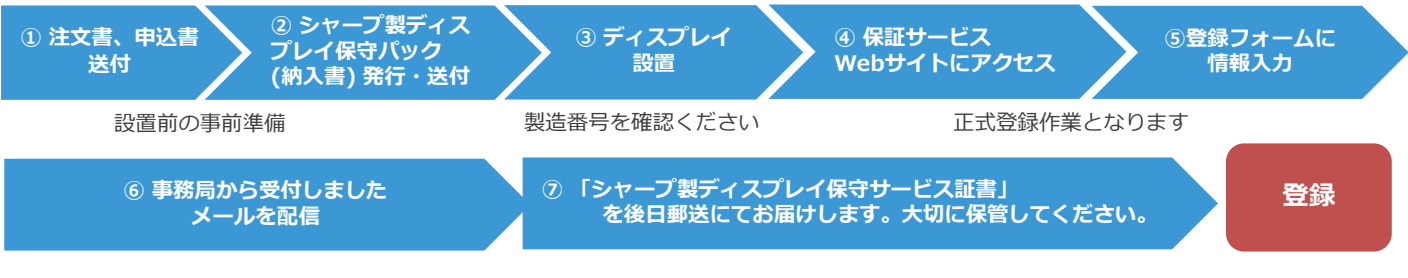 ① 注文書、申込書
送付
② シャープ製ディス
プレイ保守パック
(納入書) 発行・送付
③ ディスプレイ
設置
④ 保証サービス
Webサイトにアクセス
⑤登録フォームに
情報入力
設置前の事前準備
製造番号を確認ください
正式登録作業となります
⑥ 事務局から受付しました
メールを配信
⑦ 「シャープ製ディスプレイ保守サービス証書」
を後日郵送にてお届けします。大切に保管してください。
登録